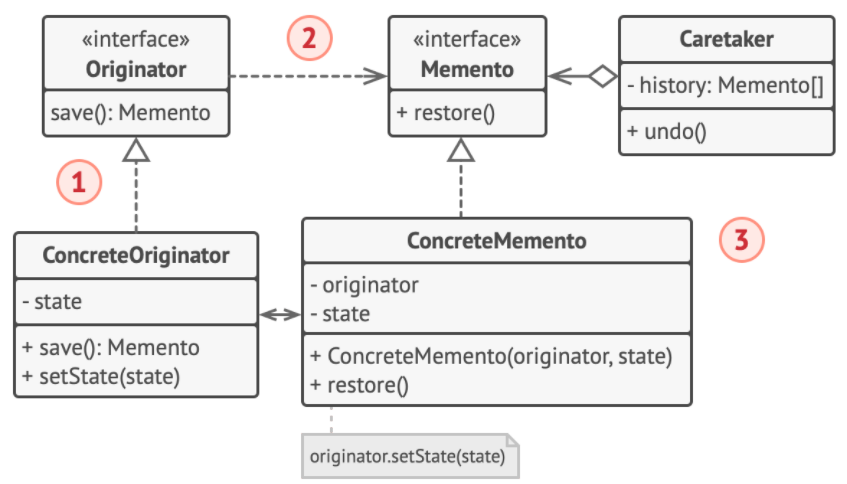 «interface»
Originator
save(): Memento
2
«interface»
Memento
+ restore()
Caretaker
- history: Memento[]
+ undo()
1
ConcreteOriginator
- state
+ save(): Memento
+ setState(state)
ConcreteMemento
- originator
- state
+ ConcreteMemento(originator, state)
+ restore()
3
originator.setState(state)